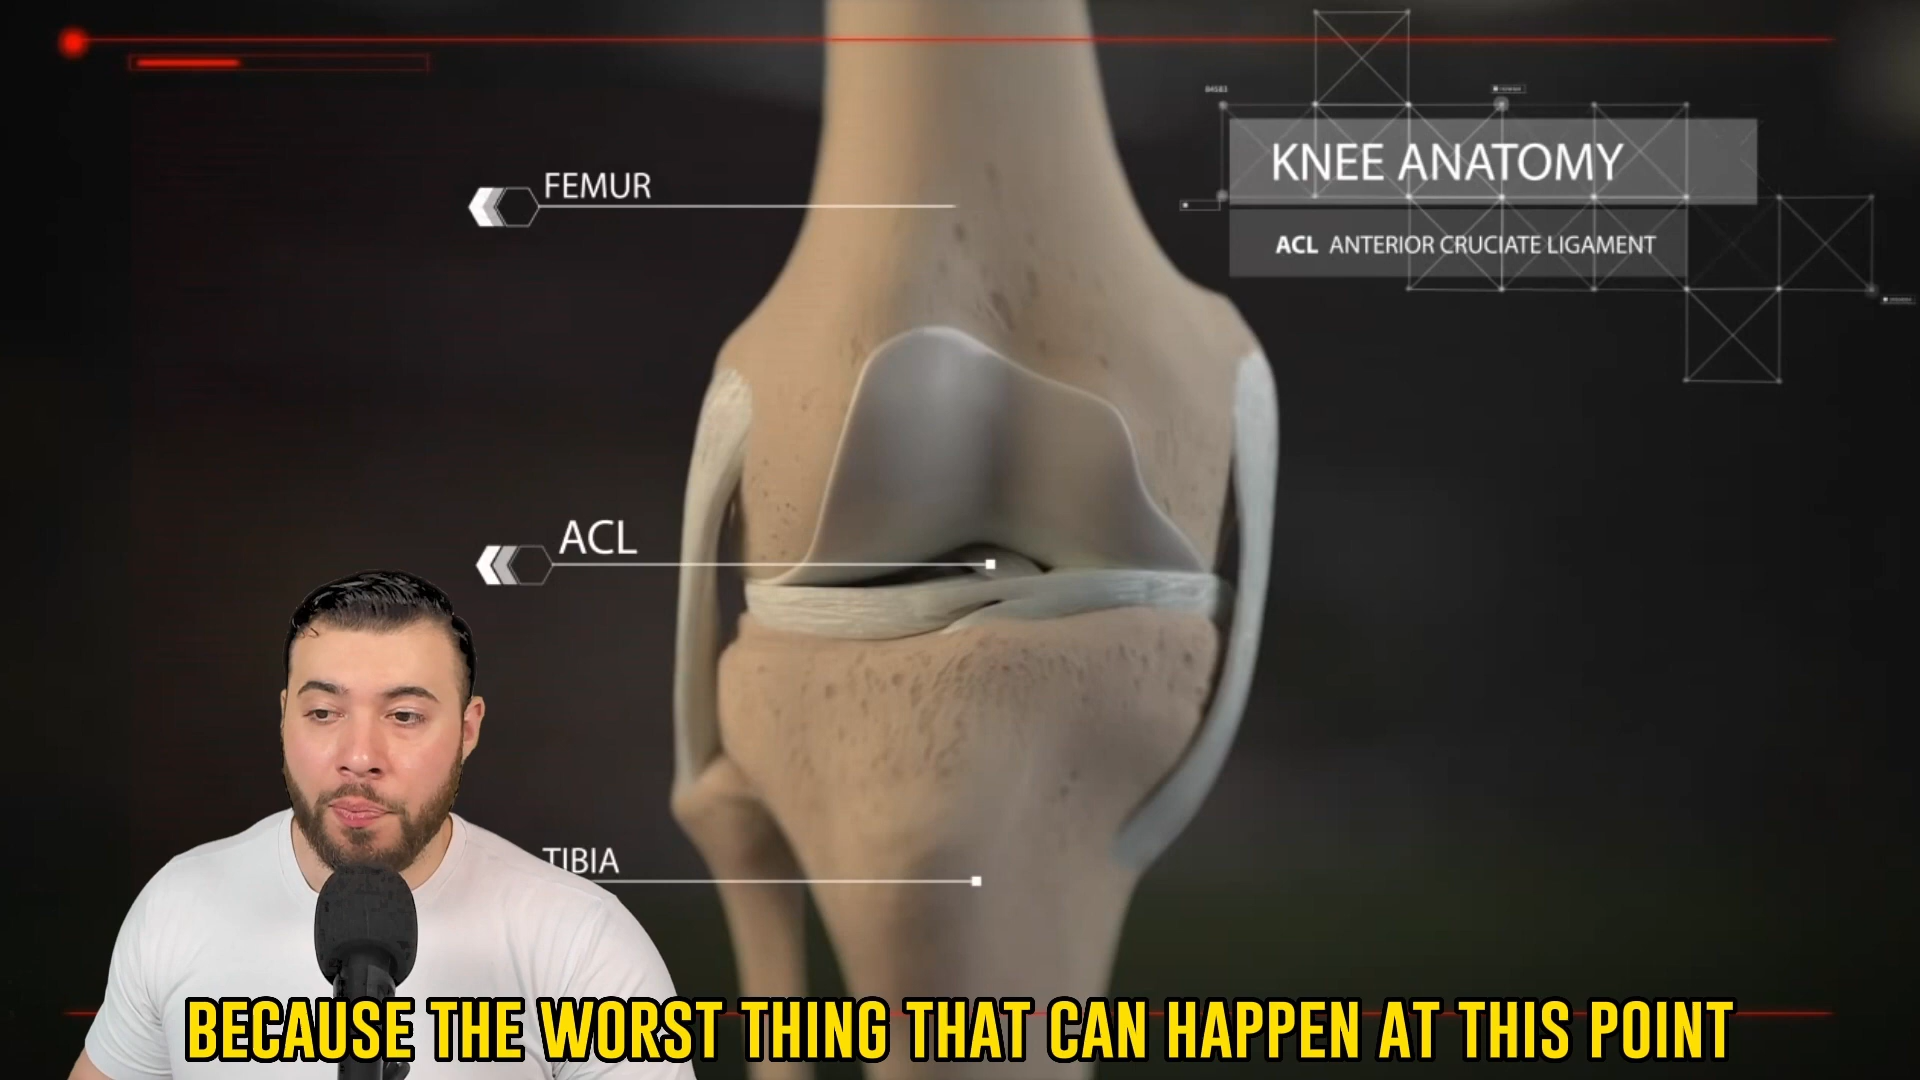 KNEE ANATOMY
ACL ANTERIOR CRUCIATE LIGAMENT
FEMUR
ACL
TIBIA
BECAUSE THE WORST THING THAT CAN HAPPEN AT THIS POINT